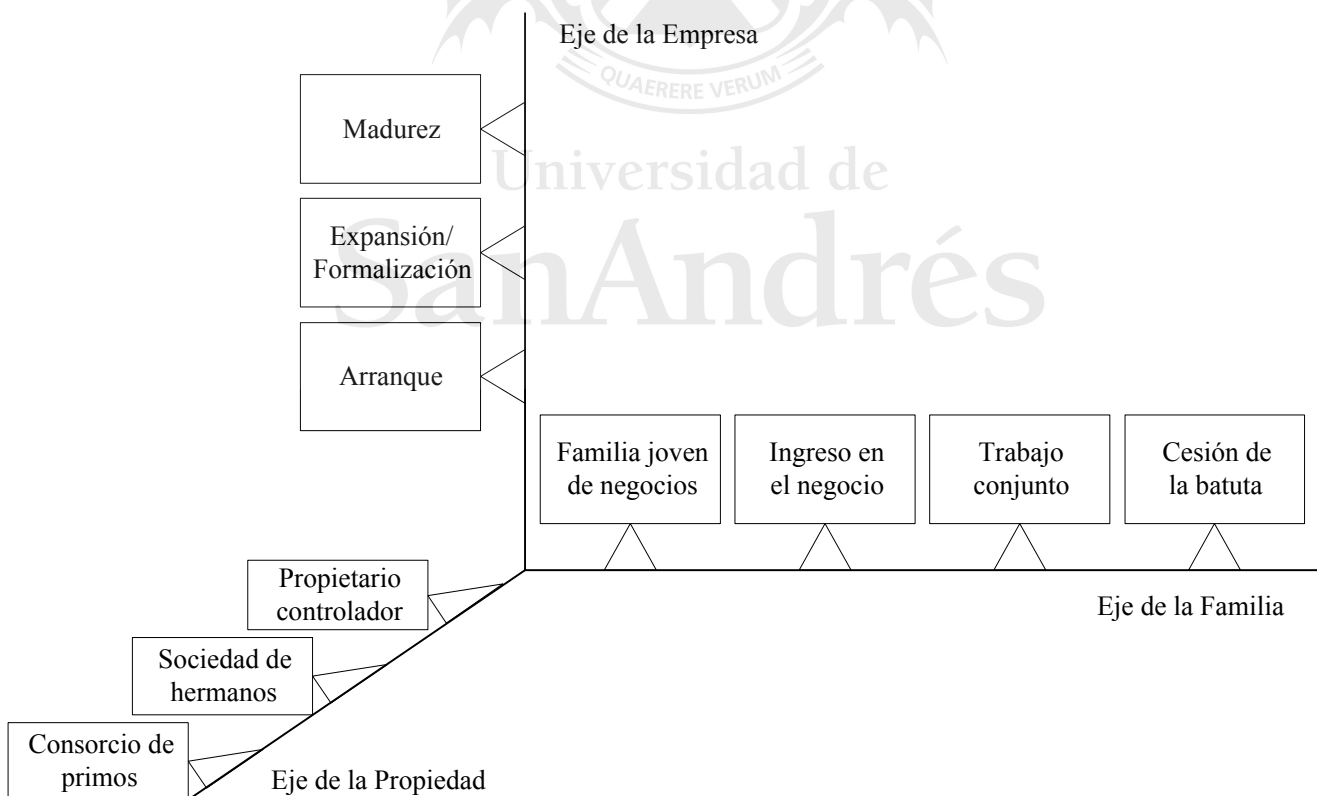 Eje de la Empresa
QUAERERE VERUM
Madurez
Universidad de
SanAndrés
Expansión/
Formalización
Arranque
Familia joven
de negocios
Ingreso en
el negocio
Trabajo
conjunto
Cesión de
la batuta
Propietario
controlador
Eje de la Familia
Sociedad de
hermanos
Consorcio de
primos
Eje de la Propiedad